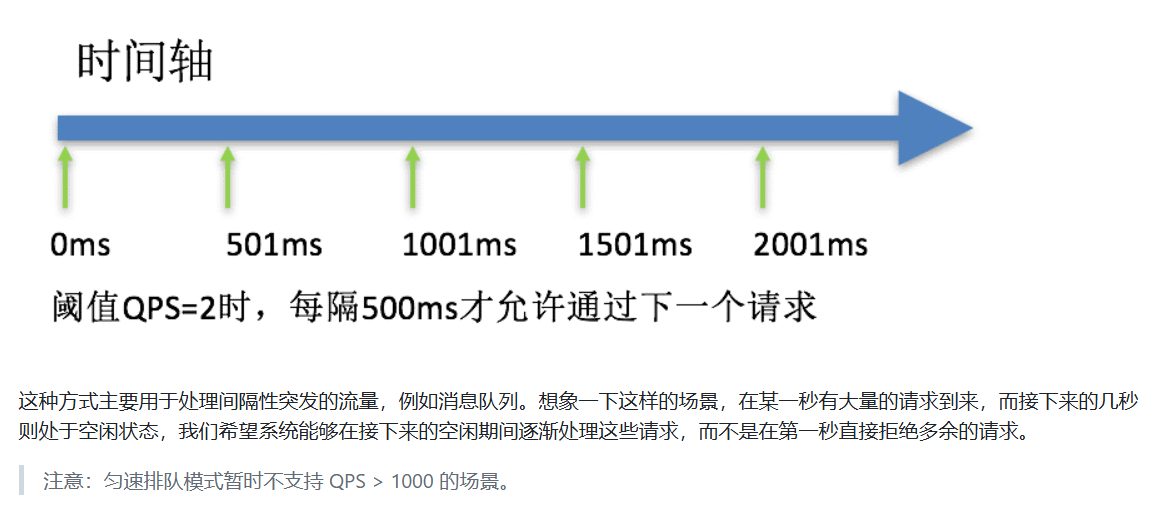 时间轴
0ms 501ms 1001ms 1501ms 2001ms
阈值QPS=2时，每隔500ms才允许通过下一个请求
这种方式主要用于处理间隔性突发的流量，例如消息队列。想象一下这样的场景，在某一秒有大量的请求到来，而接下来的几秒
则处于空闲状态，我们希望系统能够在接下来的空闲期间逐渐处理这些请求，而不是在第一秒直接拒绝多余的请求。
注意：匀速排队模式暂时不支持 QPS > 1000 的场景。